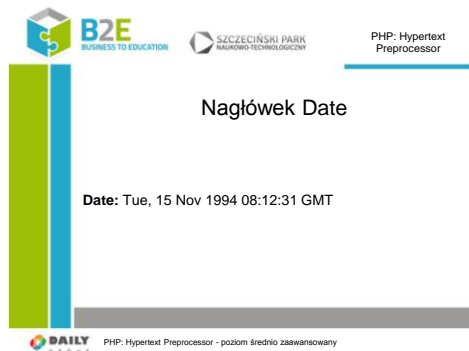 B2E
BUSINESS TO EDUCATION
SZCZECIŃSKI PARK
NAUKOWO-TECHNOLOGICZNY
PHP: Hypertext
Preprocessor
Nagłówek Date
Date: Tue, 15 Nov 1994 08:12:31 GMT
DAILY
PHP: Hypertext Preprocessor - poziom średnio zaawansowany